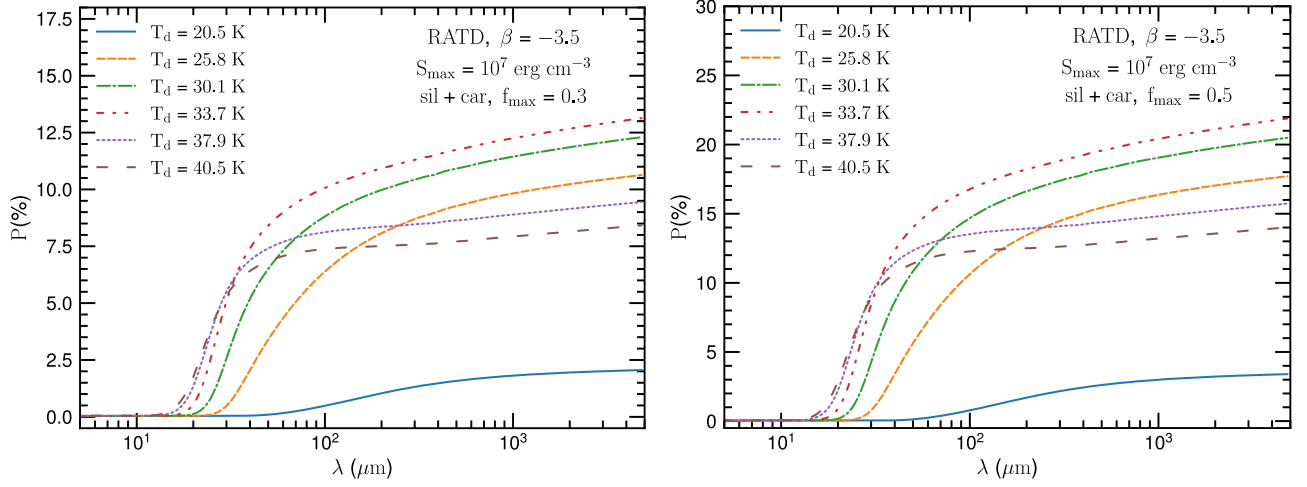 17.5
15.0
12.5
10.0
7.5
5.0
2.5
0.0
P(%)
T_d = 20.5 K
T_d = 25.8 K
T_d = 30.1 K
T_d = 33.7 K
T_d = 37.9 K
T_d = 40.5 K
RATD, β = −3.5
S_max = 10^7 erg cm^−3
sil + car, f_max = 0.3
10^1
10^2
10^3
λ (μm)
30
25
20
15
10
5
0
P(%)
T_d = 20.5 K
T_d = 25.8 K
T_d = 30.1 K
T_d = 33.7 K
T_d = 37.9 K
T_d = 40.5 K
RATD, β = −3.5
S_max = 10^7 erg cm^−3
sil + car, f_max = 0.5
10^1
10^2
10^3
λ (μm)